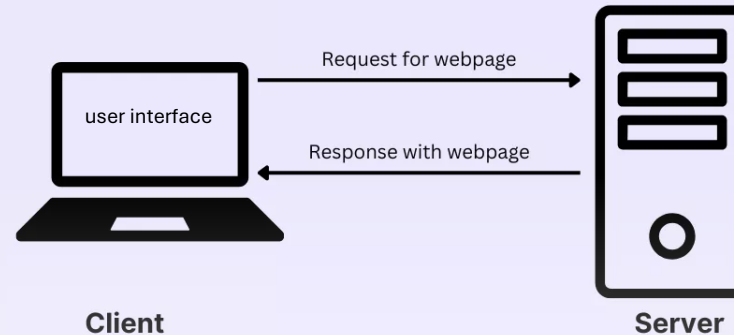 Request for webpage
user interface
Response with webpage
Client
Server